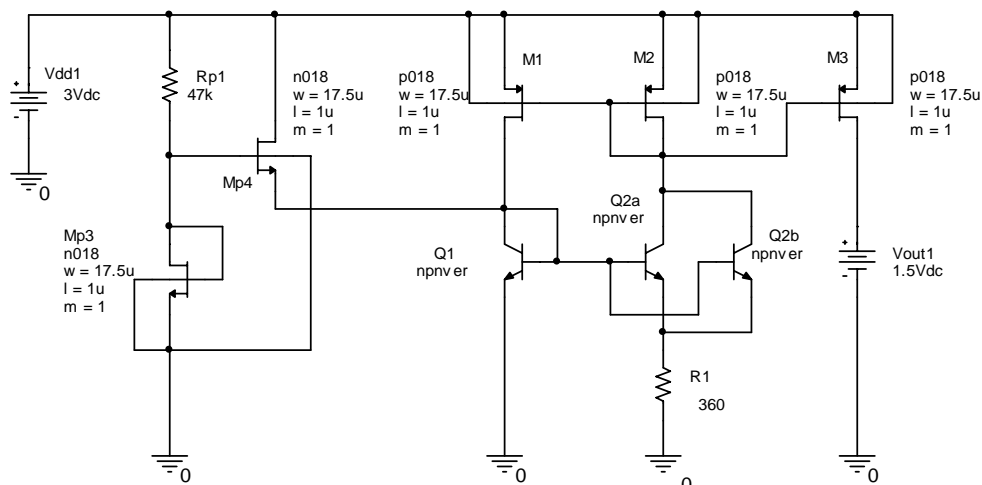 Vdd1
3Vdc
0
Rp1
47k
n018
w = 17.5u
l = 1u
m = 1
Mp4
Mp3
n018
w = 17.5u
l = 1u
m = 1
0
p018
w = 17.5u
l = 1u
m = 1
M1
M2
p018
w = 17.5u
l = 1u
m = 1
M3
p018
w = 17.5u
l = 1u
m = 1
Q1
npnver
Q2a
npnver
Q2b
npnver
Vout1
1.5Vdc
R1
360
0
0
0